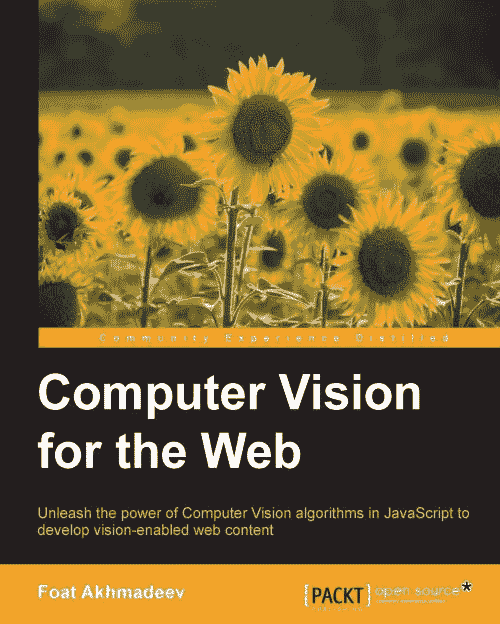 Community Experience Distilled
Computer Vision
for the Web
Unleash the power of Computer Vision algorithms in JavaScript to
develop vision-enabled web content
Foat Akhmadeev
[PACKT] open source*